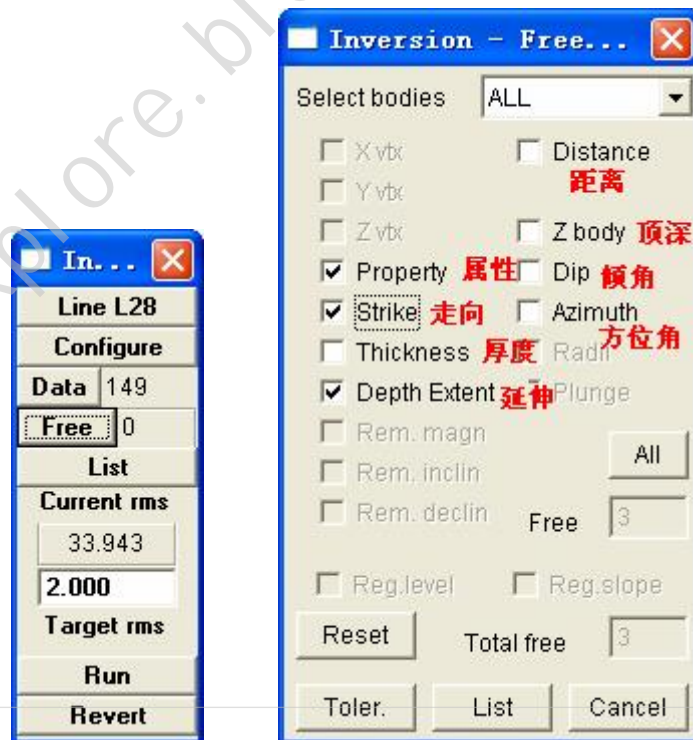 plore.bl
In...
Line L28
Configure
Data 149
Free 0
List
Current rms
33.943
2.000
Target rms
Run
Revert
Inversion - Free...
Select bodies ALL
X vtx
Distance
距离
Y vtx
Z vtx
Z body 顶深
Property 属性
Dip 倾角
Strike 走向
Azimuth
方位角
Thickness 厚度
Radii
Depth Extent 延伸
Plunge
Rem. magn
All
Rem. inclin
Rem. declin
Free 3
Reg.level
Reg.slope
Reset
Total free 3
Toler.
List
Cancel